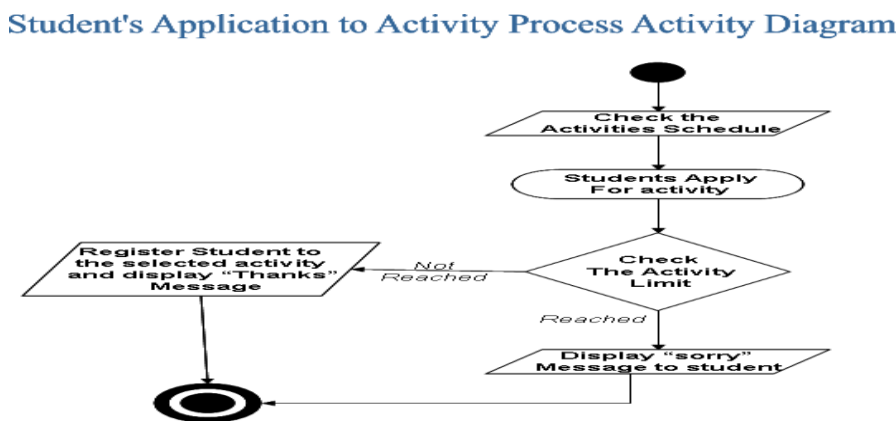 Student's Application to Activity Process Activity Diagram
Check the
Activities Schedule
Students Apply
For activity
Check
The Activity
Limit
Not
Reached
Register Student to
the selected activity
and display “Thanks”
Message
Reached
Display “sorry”
Message to student